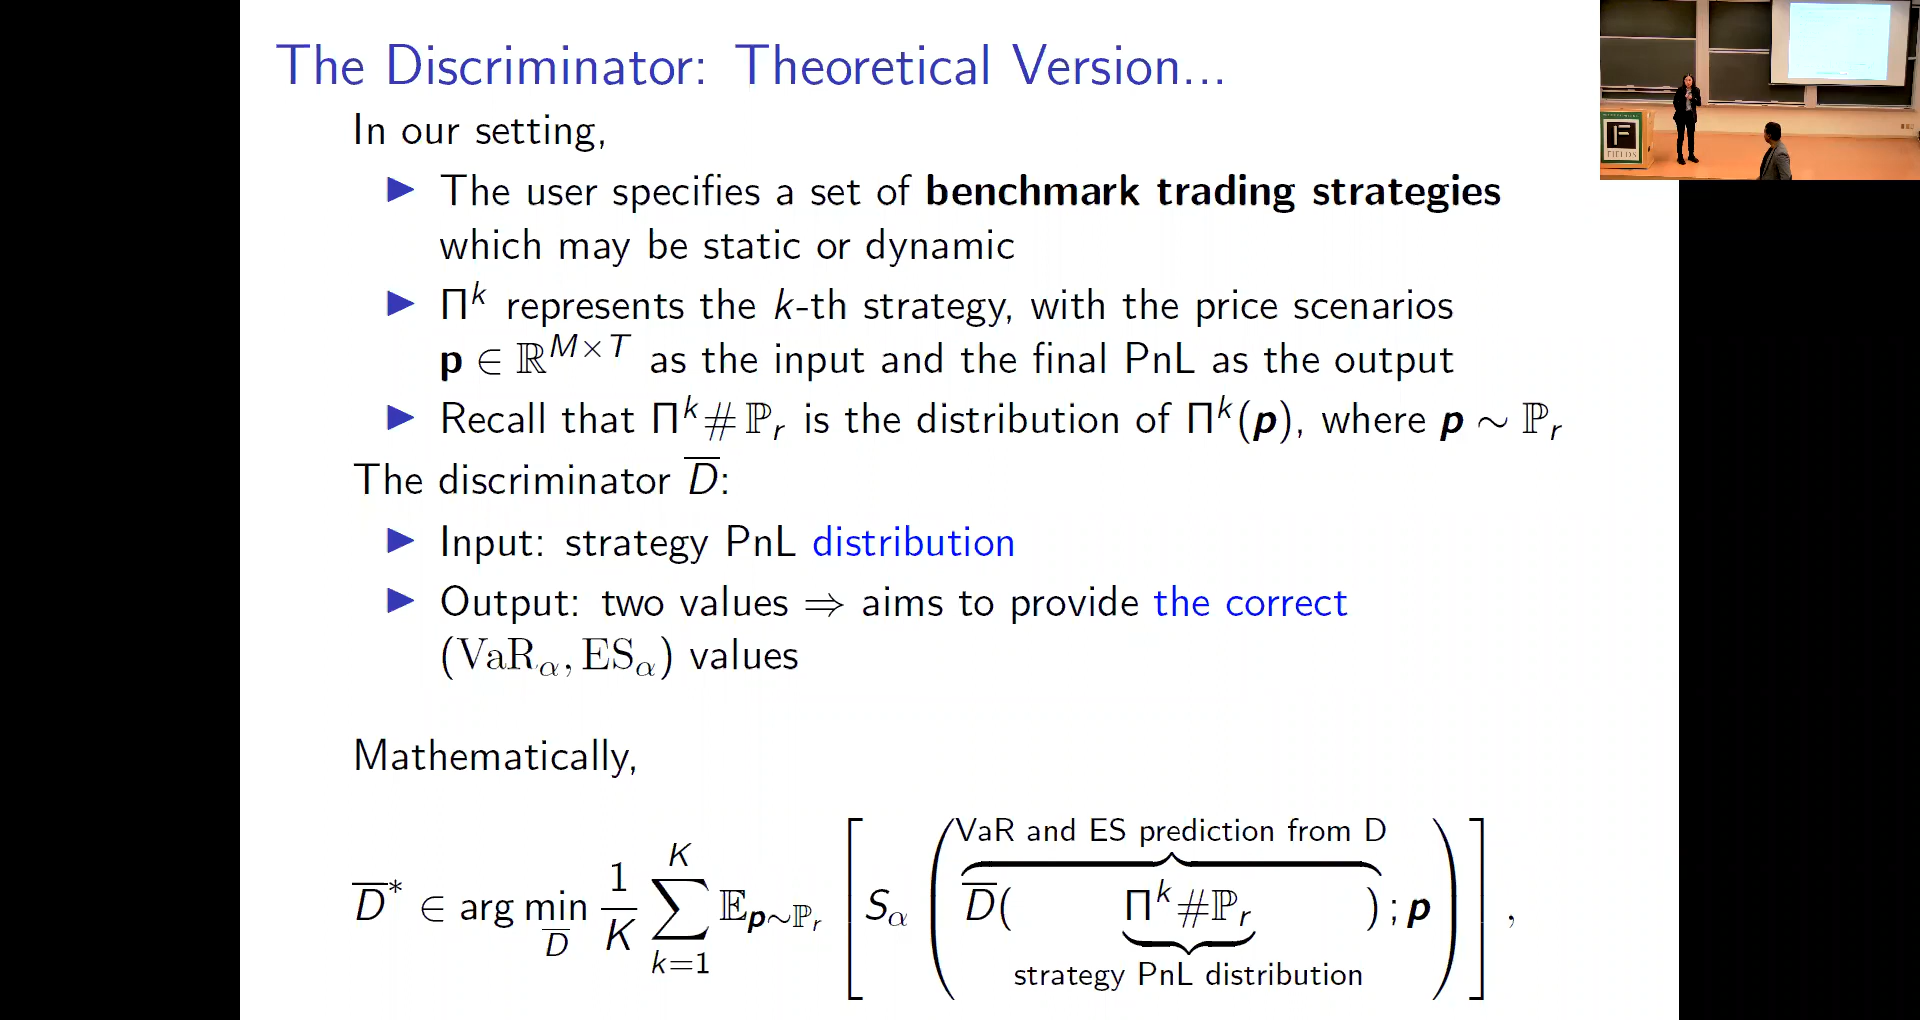 The Discriminator: Theoretical Version...
In our setting,
▶ The user specifies a set of benchmark trading strategies
which may be static or dynamic
▶ Π^k represents the k-th strategy, with the price scenarios
p ∈ ℝ^{M×T} as the input and the final PnL as the output
▶ Recall that Π^k#ℙ_r is the distribution of Π^k(p), where p ∼ ℙ_r
The discriminator D̅:
▶ Input: strategy PnL distribution
▶ Output: two values ⇒ aims to provide the correct
(VaR_α, ES_α) values
Mathematically,
VaR and ES prediction from D
D̅* ∈ arg min_{D̅} 1/K ∑_{k=1}^{K} 𝔼_{p∼ℙ_r} [ S_α ( D̅( Π^k#ℙ_r ) ; p ) ] ,
strategy PnL distribution
F
FIELDS